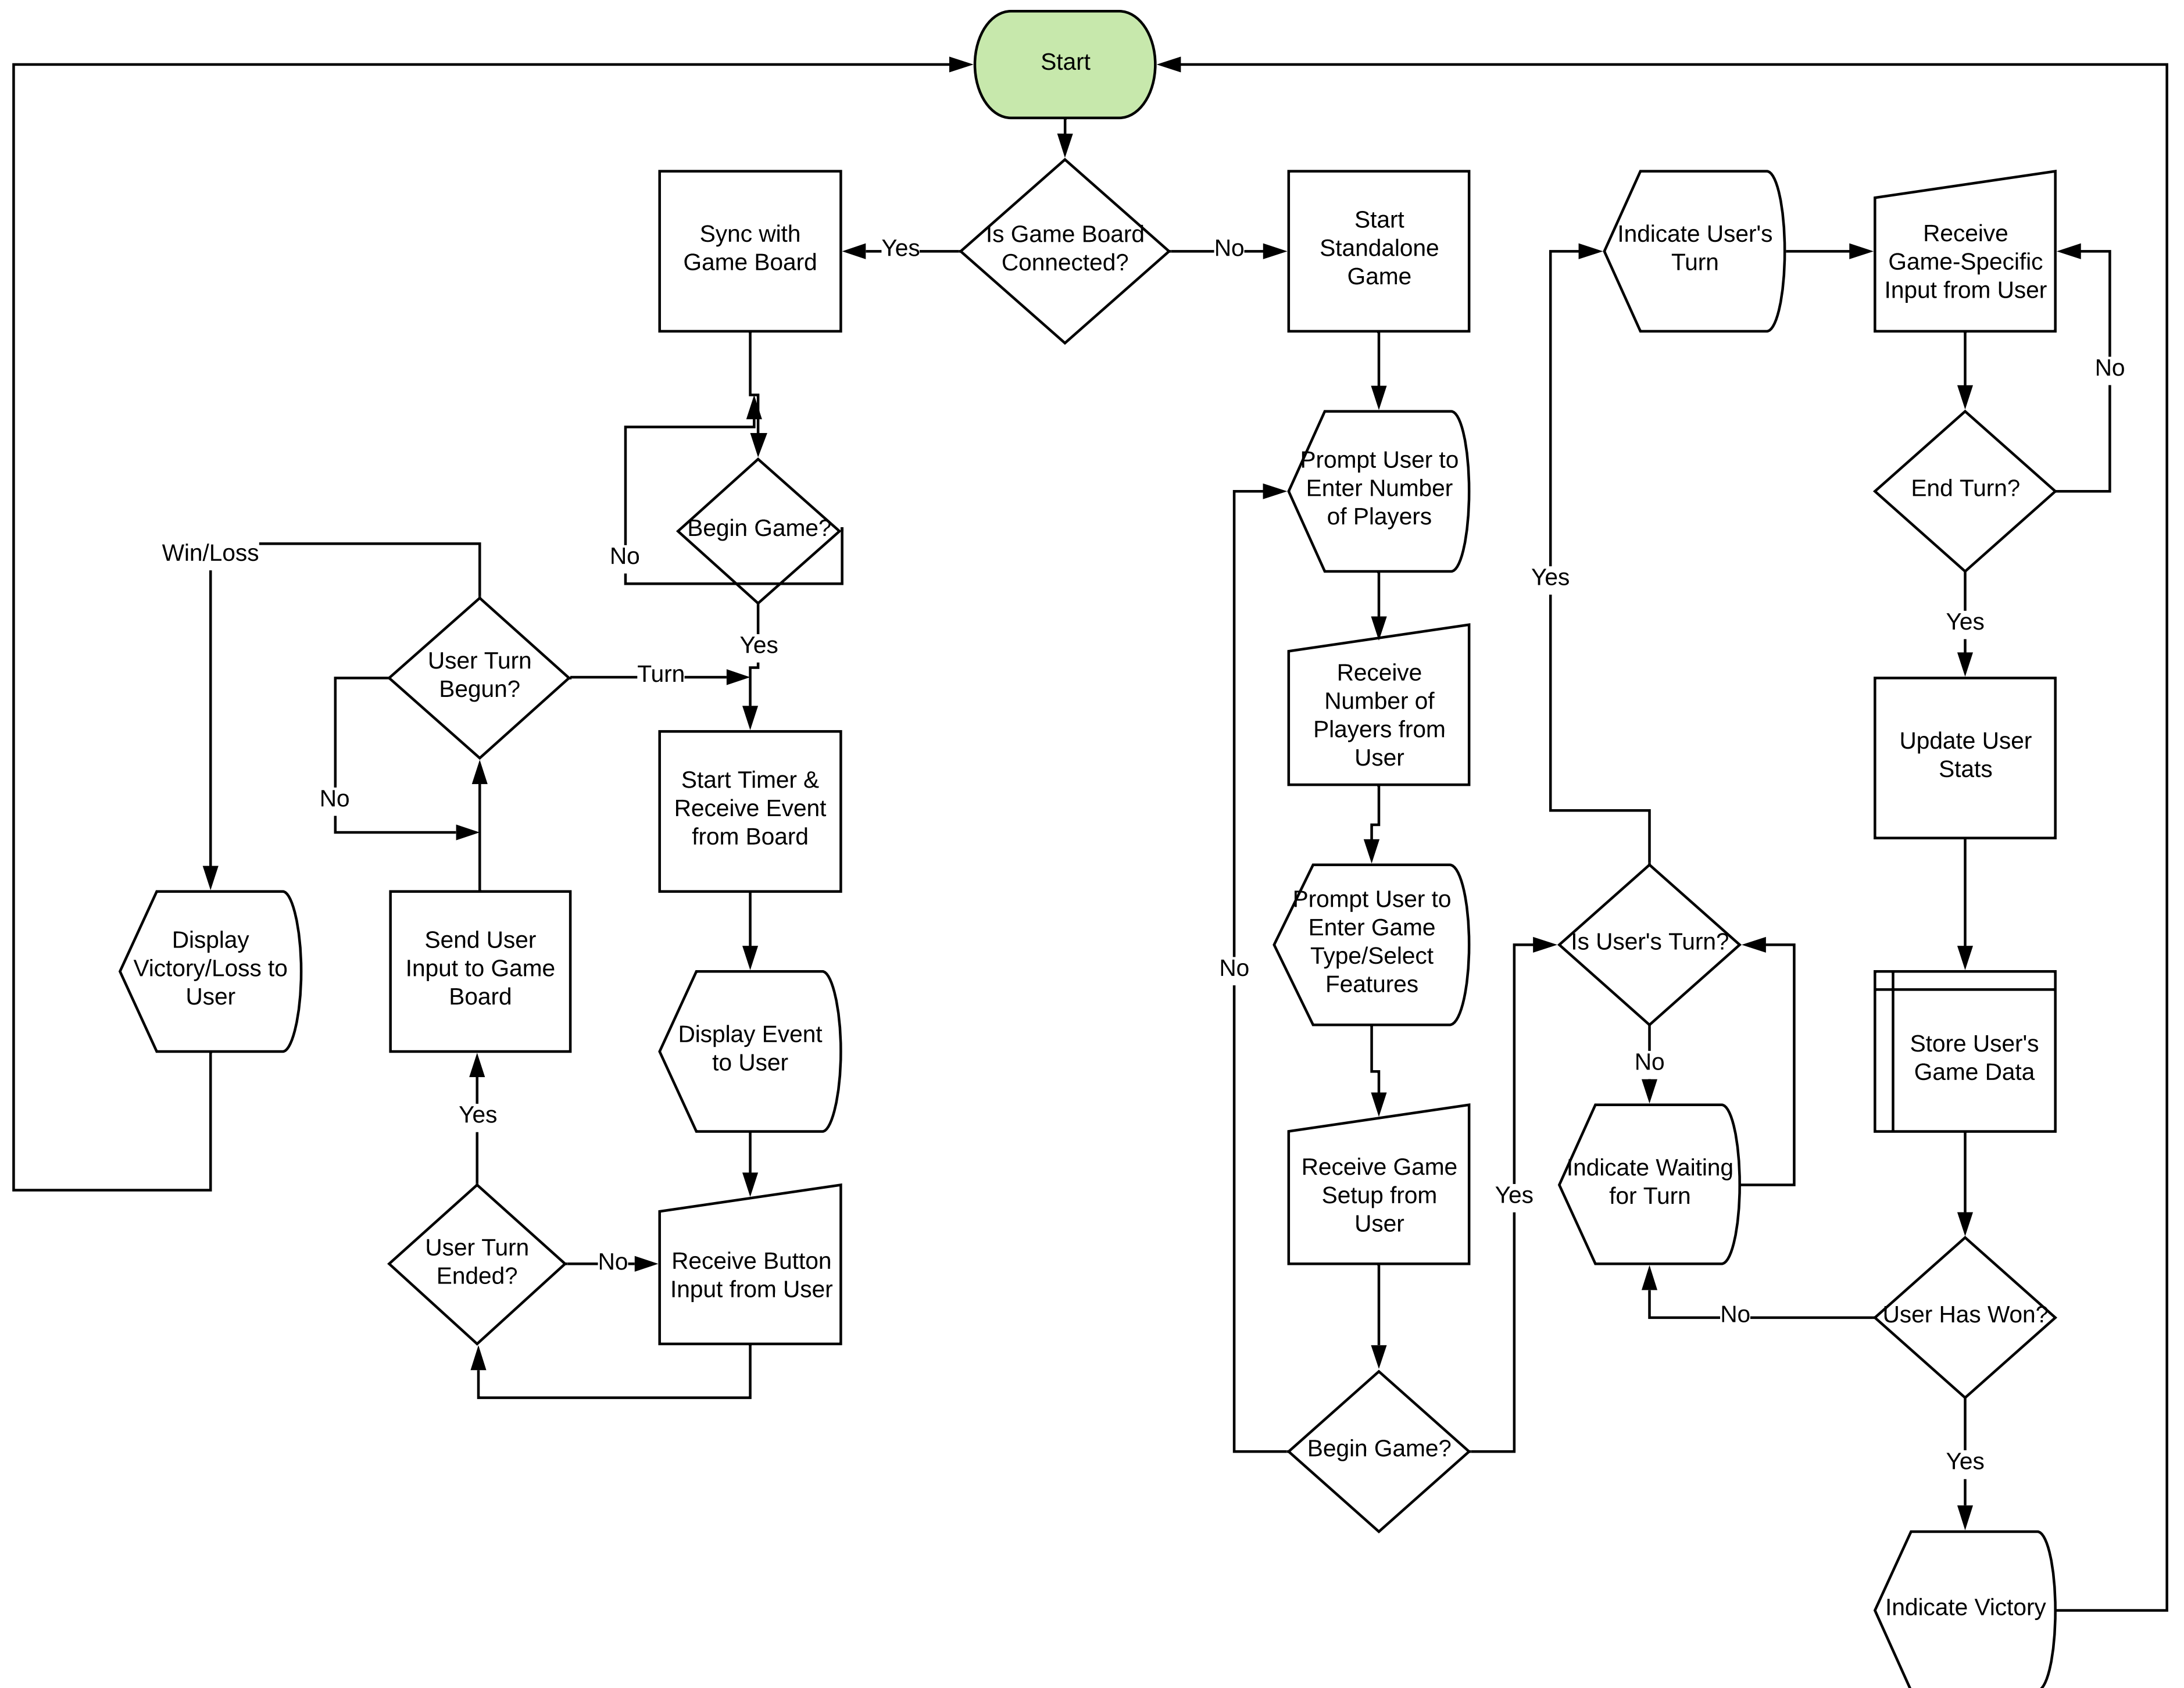 Start
Sync with
Game Board
Yes
Is Game Board
Connected?
No
Start
Standalone
Game
Indicate User's
Turn
Receive
Game-Specific
Input from User
No
Prompt User to
Enter Number
of Players
End Turn?
Begin Game?
No
Win/Loss
Yes
Yes
Yes
User Turn
Begun?
Turn
Receive
Number of
Players from
User
Update User
Stats
No
Start Timer &
Receive Event
from Board
Prompt User to
Enter Game
Type/Select
Features
No
Is User's Turn?
Display
Victory/Loss to
User
Send User
Input to Game
Board
Display Event
to User
No
Store User's
Game Data
Yes
Receive Game
Setup from
User
Yes
Indicate Waiting
for Turn
User Turn
Ended?
No
Receive Button
Input from User
No
User Has Won?
Begin Game?
Yes
Indicate Victory